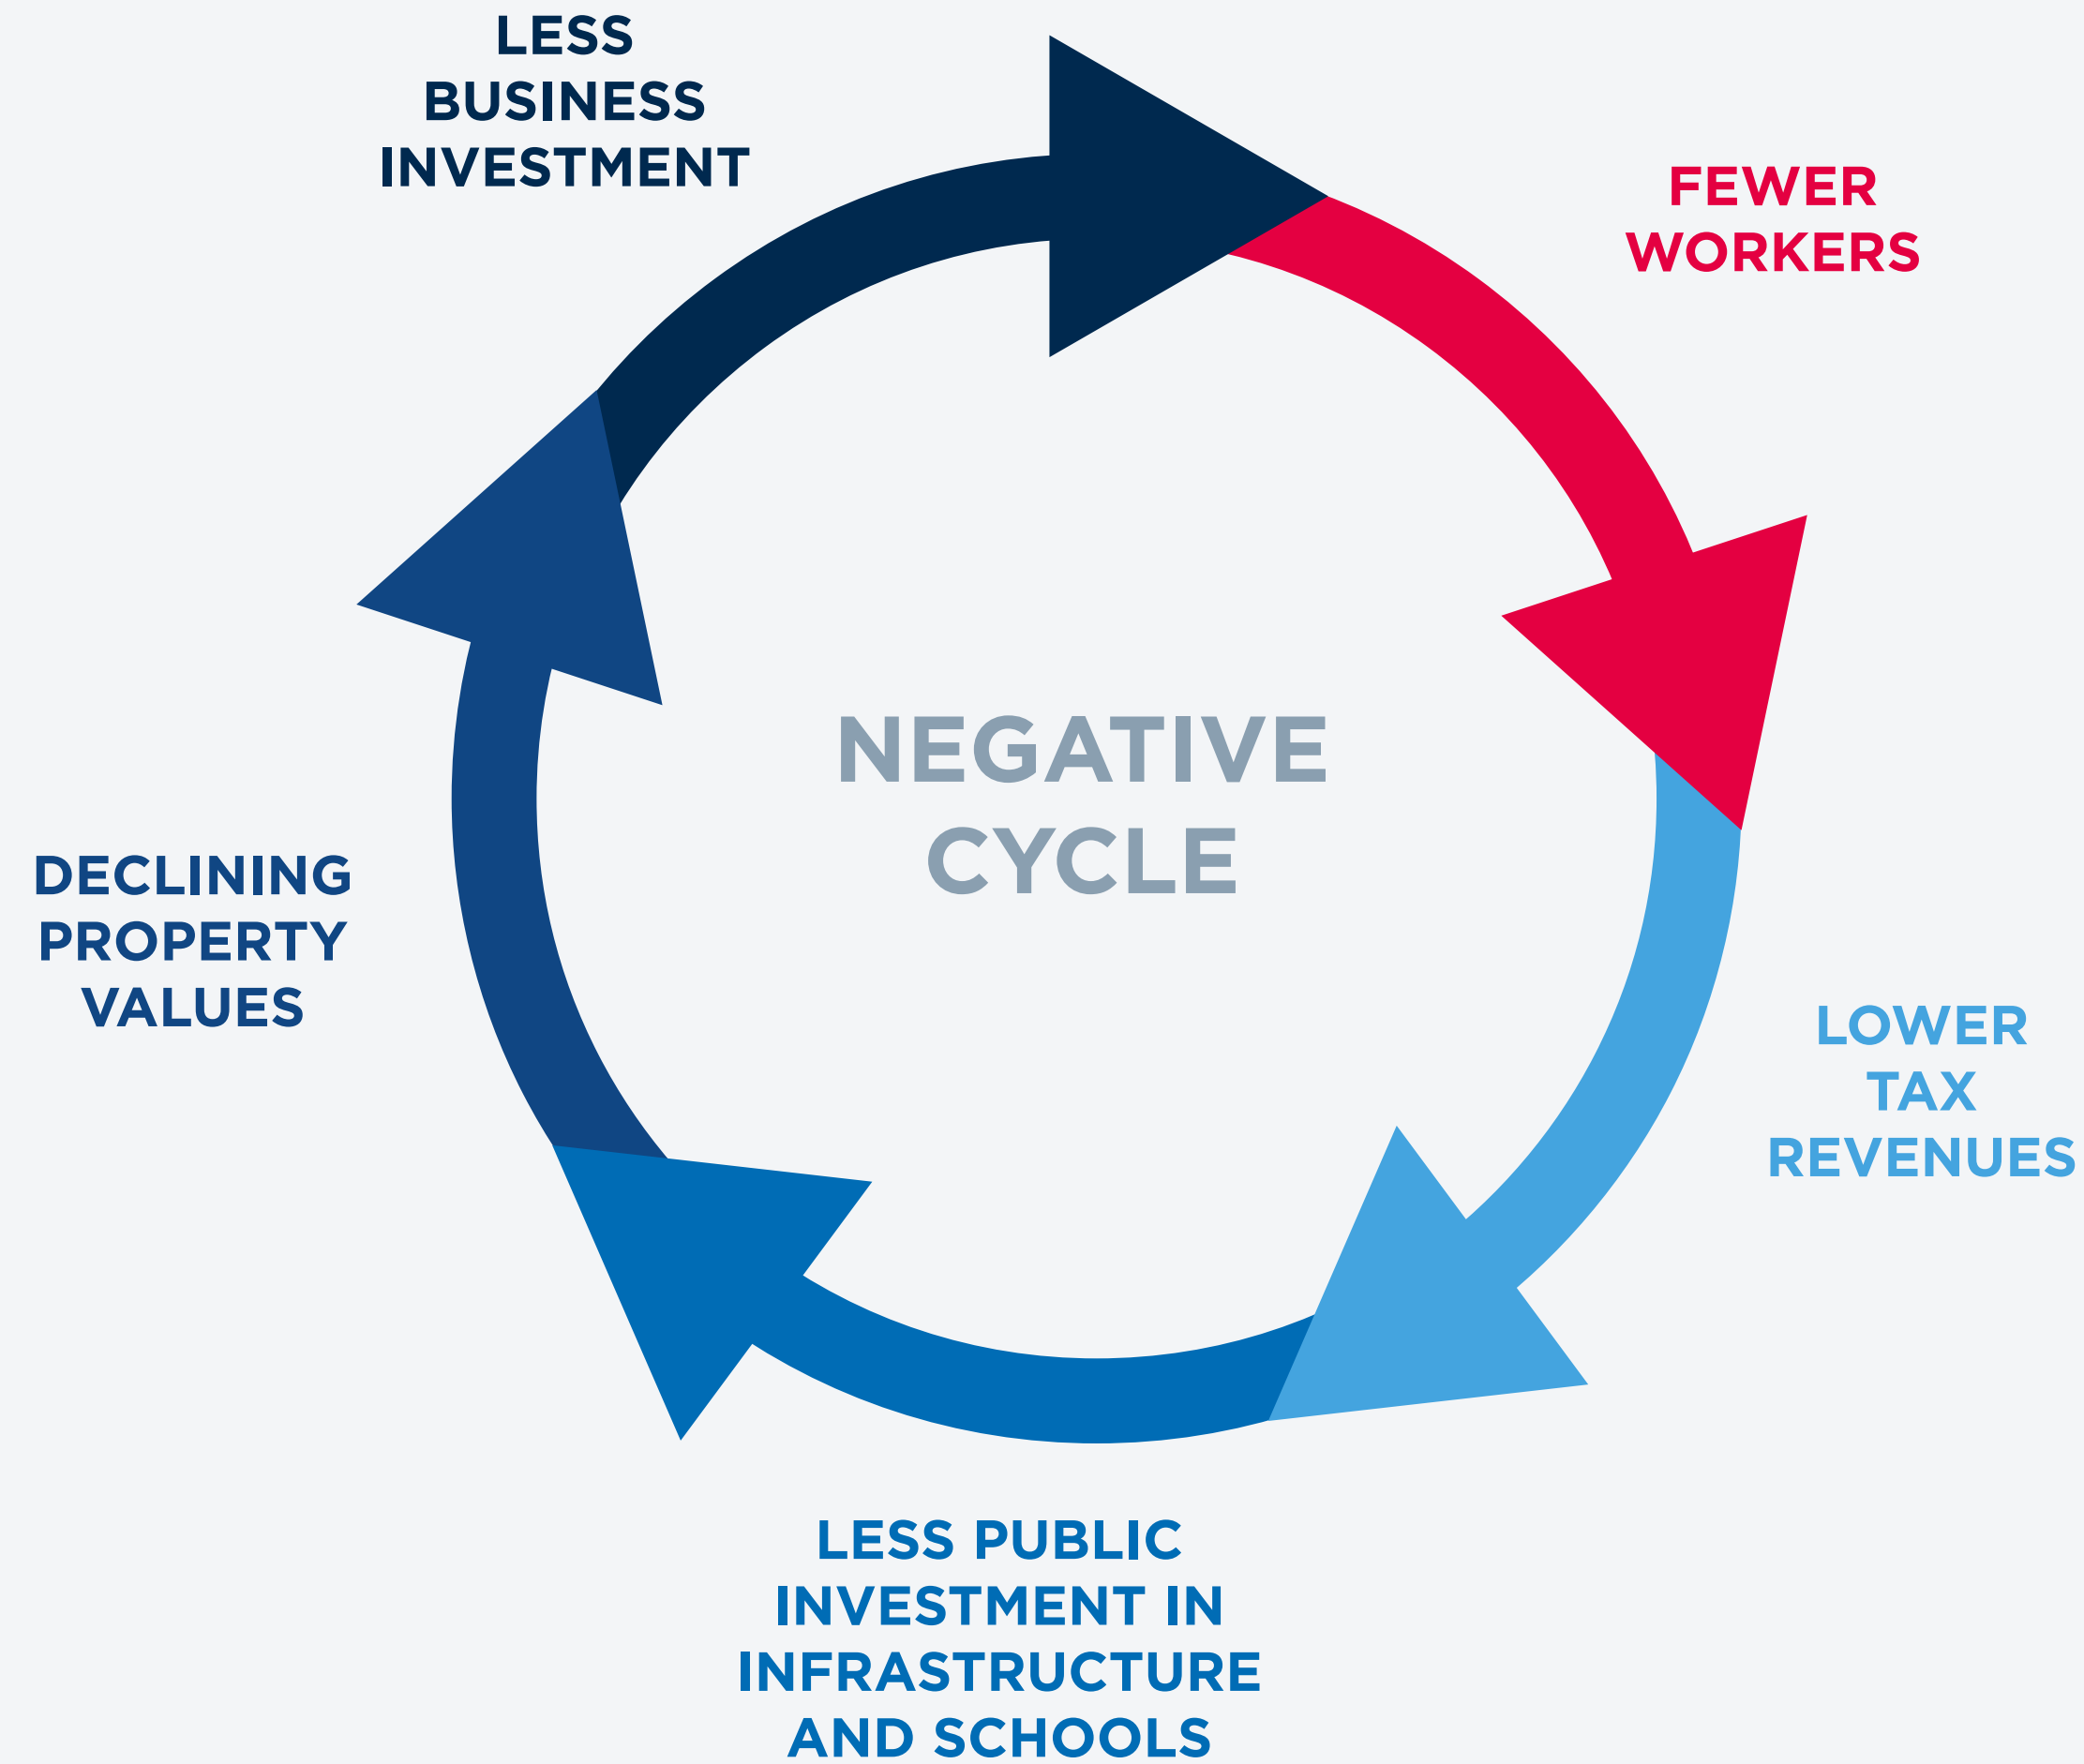 LESS
BUSINESS
INVESTMENT
FEWER
WORKERS
NEGATIVE
CYCLE
DECLINING
PROPERTY
VALUES
LOWER
TAX
REVENUES
LESS PUBLIC
INVESTMENT IN
INFRASTRUCTURE
AND SCHOOLS